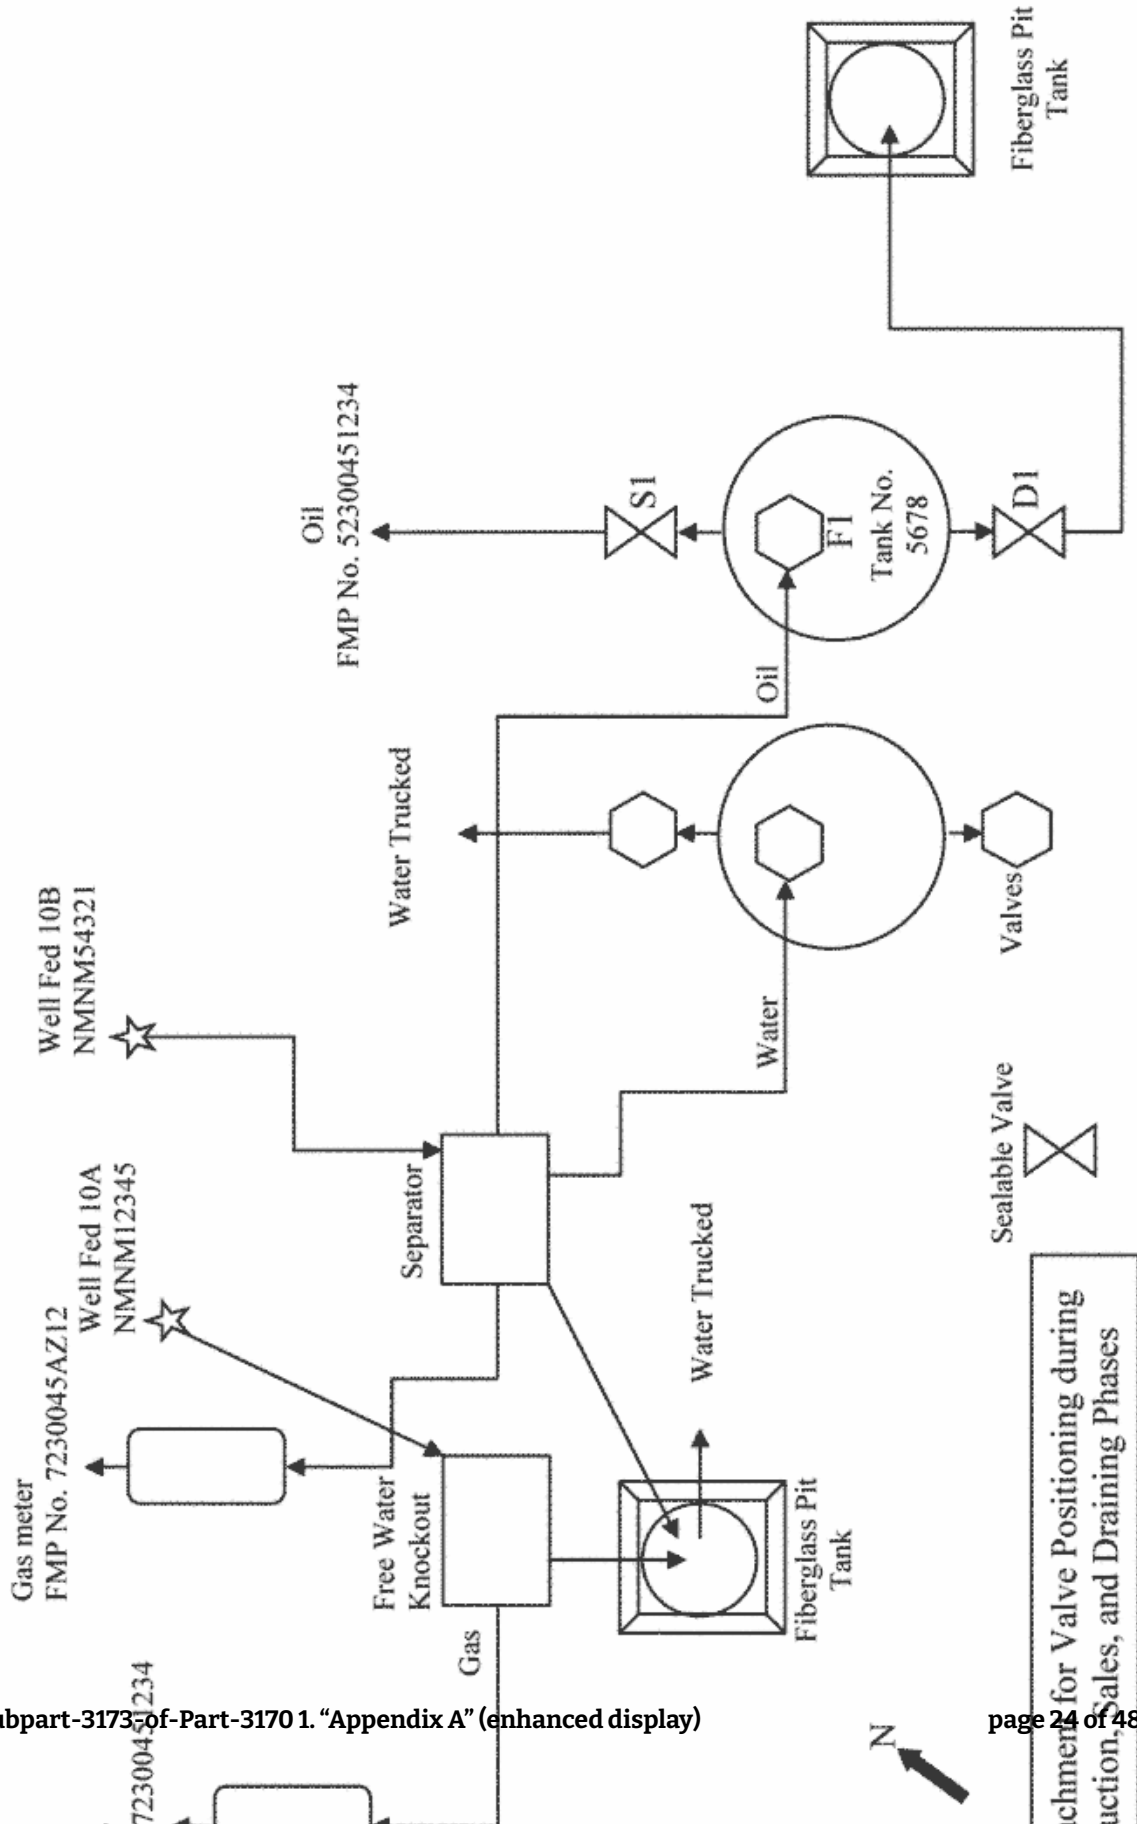 Fiberglass Pit
Tank
Oil
FMP No. 52300451234
S1
F1
Tank No.
5678
D1
Oil
Water Trucked
Valves
Water
Well Fed 10B
NMNM54321
Separator
Well Fed 10A
NMNM12345
Water Trucked
Sealable Valve
Gas meter
FMP No. 7230045AZ12
Free Water
Knockout
Fiberglass Pit
Tank
Gas
72300451234
N
chment for Valve Positioning during
uction, Sales, and Draining Phases
ubpart-3173-of-Part-3170 1. “Appendix A” (enhanced display)
page 24 of 48